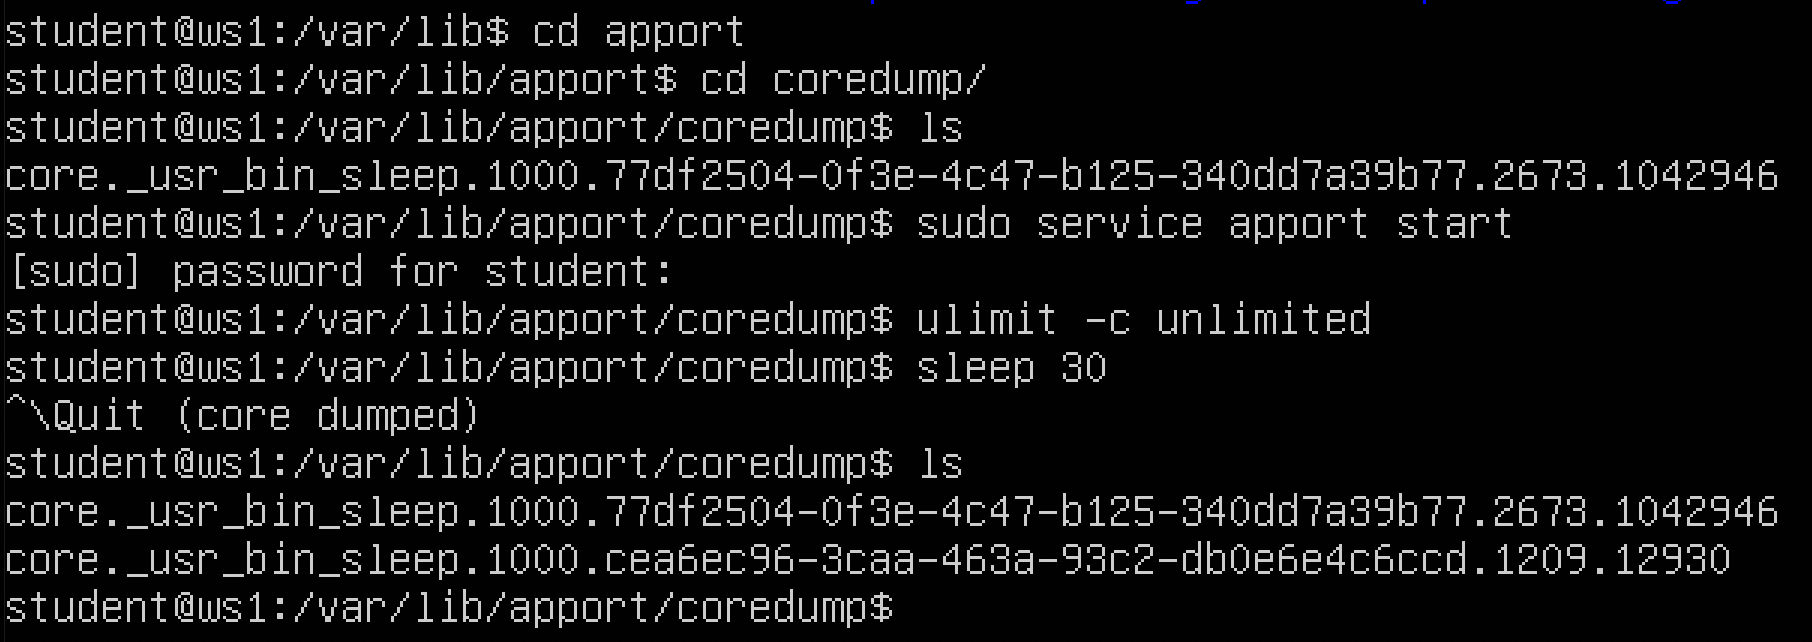 student@ws1:/var/lib$ cd apport
student@ws1:/var/lib/apport$ cd coredump/
student@ws1:/var/lib/apport/coredump$ ls
core._usr_bin_sleep.1000.77df2504-0f3e-4c47-b125-340dd7a39b77.2673.1042946
student@ws1:/var/lib/apport/coredump$ sudo service apport start
[sudo] password for student:
student@ws1:/var/lib/apport/coredump$ ulimit -c unlimited
student@ws1:/var/lib/apport/coredump$ sleep 30
^\Quit (core dumped)
student@ws1:/var/lib/apport/coredump$ ls
core._usr_bin_sleep.1000.77df2504-0f3e-4c47-b125-340dd7a39b77.2673.1042946
core._usr_bin_sleep.1000.cea6ec96-3caa-463a-93c2-db0e6e4c6ccd.1209.12930
student@ws1:/var/lib/apport/coredump$